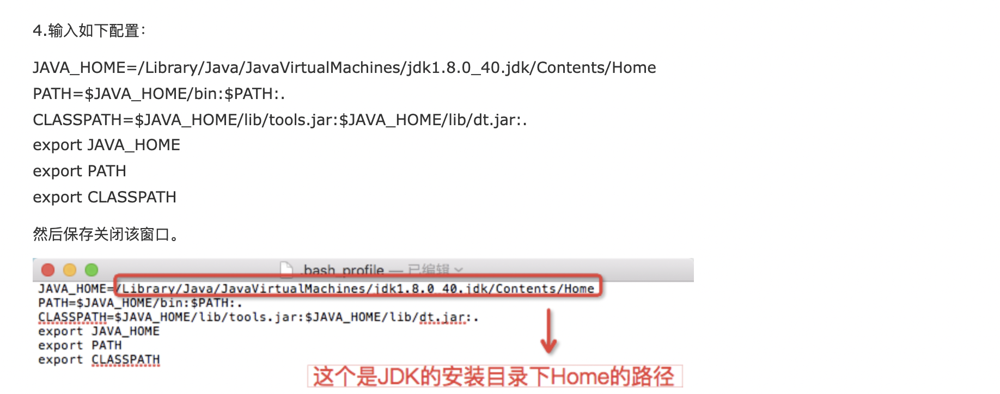 4.输入如下配置：
JAVA_HOME=/Library/Java/JavaVirtualMachines/jdk1.8.0_40.jdk/Contents/Home
PATH=$JAVA_HOME/bin:$PATH:.
CLASSPATH=$JAVA_HOME/lib/tools.jar:$JAVA_HOME/lib/dt.jar:.
export JAVA_HOME
export PATH
export CLASSPATH
然后保存关闭该窗口。
.bash_profile — 已编辑
JAVA_HOME=/Library/Java/JavaVirtualMachines/jdk1.8.0_40.jdk/Contents/Home
PATH=$JAVA_HOME/bin:$PATH:.
CLASSPATH=$JAVA_HOME/lib/tools.jar:$JAVA_HOME/lib/dt.jar:.
export JAVA_HOME
export PATH
export CLASSPATH
这个是JDK的安装目录下Home的路径